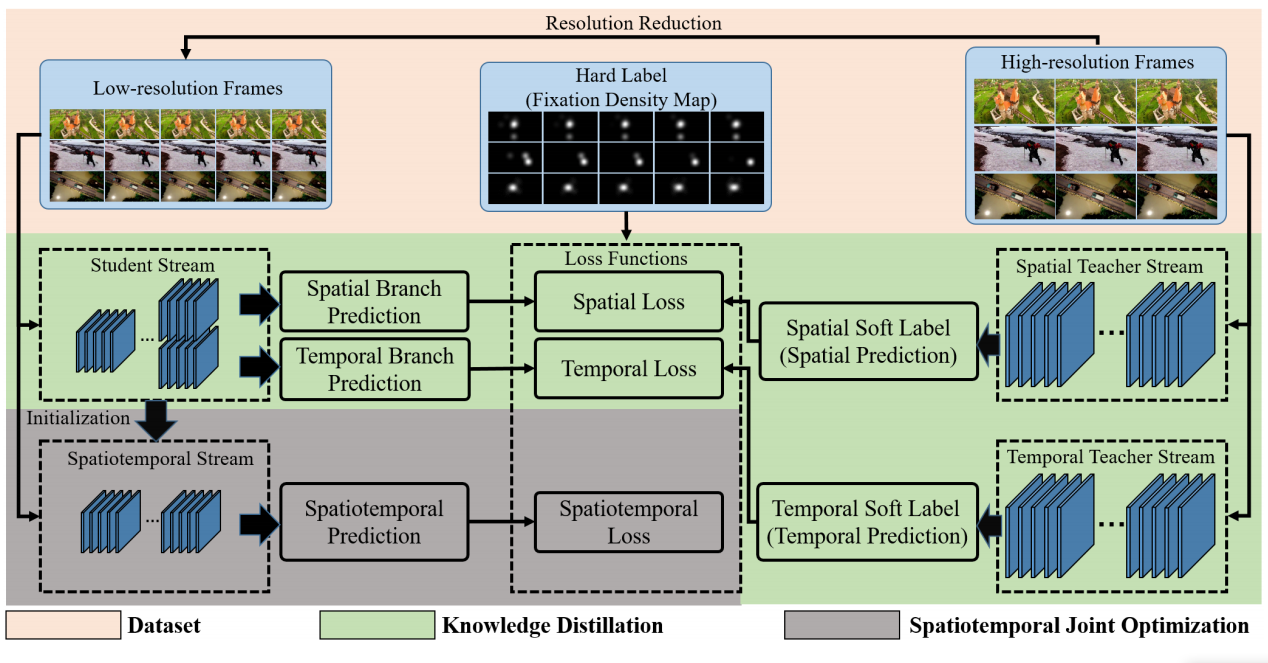 Resolution Reduction
Low-resolution Frames
Hard Label
(Fixation Density Map)
High-resolution Frames
Student Stream
...
Spatial Branch
Prediction
Temporal Branch
Prediction
Loss Functions
Spatial Loss
Temporal Loss
Spatial Soft Label
(Spatial Prediction)
Spatial Teacher Stream
...
Initialization
Spatiotemporal Stream
...
Spatiotemporal
Prediction
Spatiotemporal
Loss
Temporal Soft Label
(Temporal Prediction)
Temporal Teacher Stream
...
Dataset
Knowledge Distillation
Spatiotemporal Joint Optimization